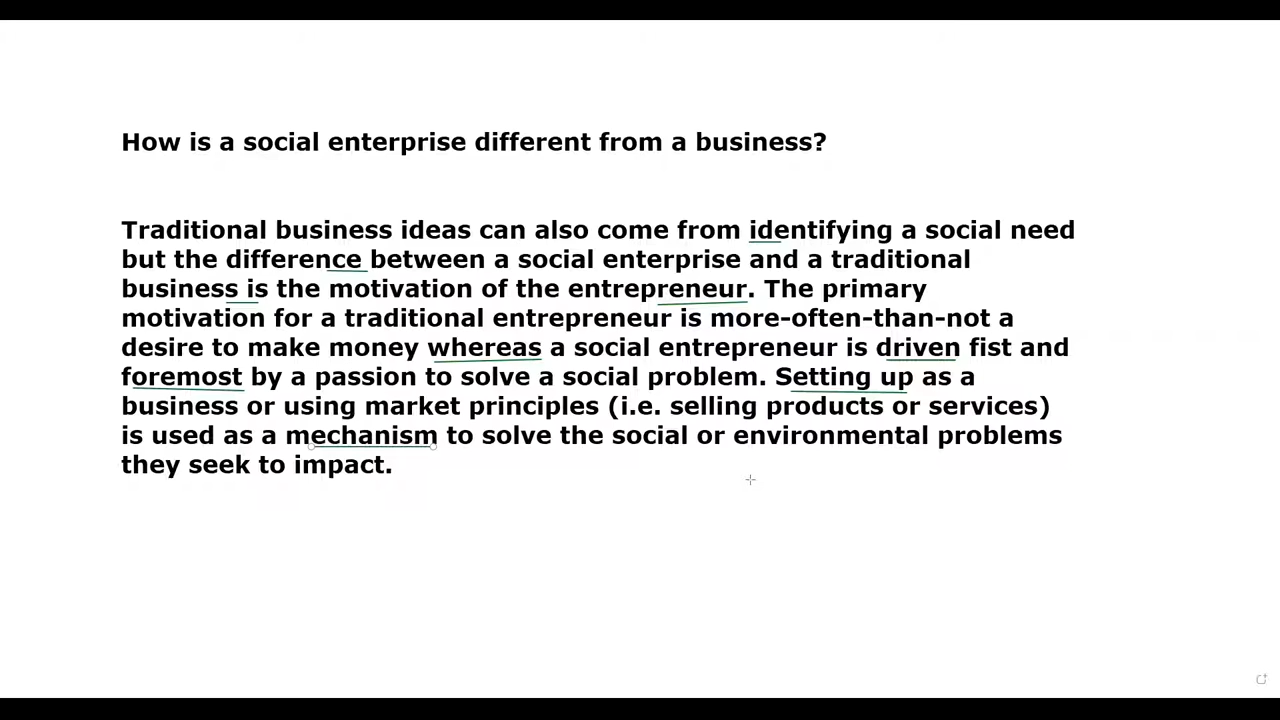 How is a social enterprise different from a business?
Traditional business ideas can also come from identifying a social need
but the difference between a social enterprise and a traditional
business is the motivation of the entrepreneur. The primary
motivation for a traditional entrepreneur is more-often-than-not a
desire to make money whereas a social entrepreneur is driven fist and
foremost by a passion to solve a social problem. Setting up as a
business or using market principles (i.e. selling products or services)
is used as a mechanism to solve the social or environmental problems
they seek to impact.